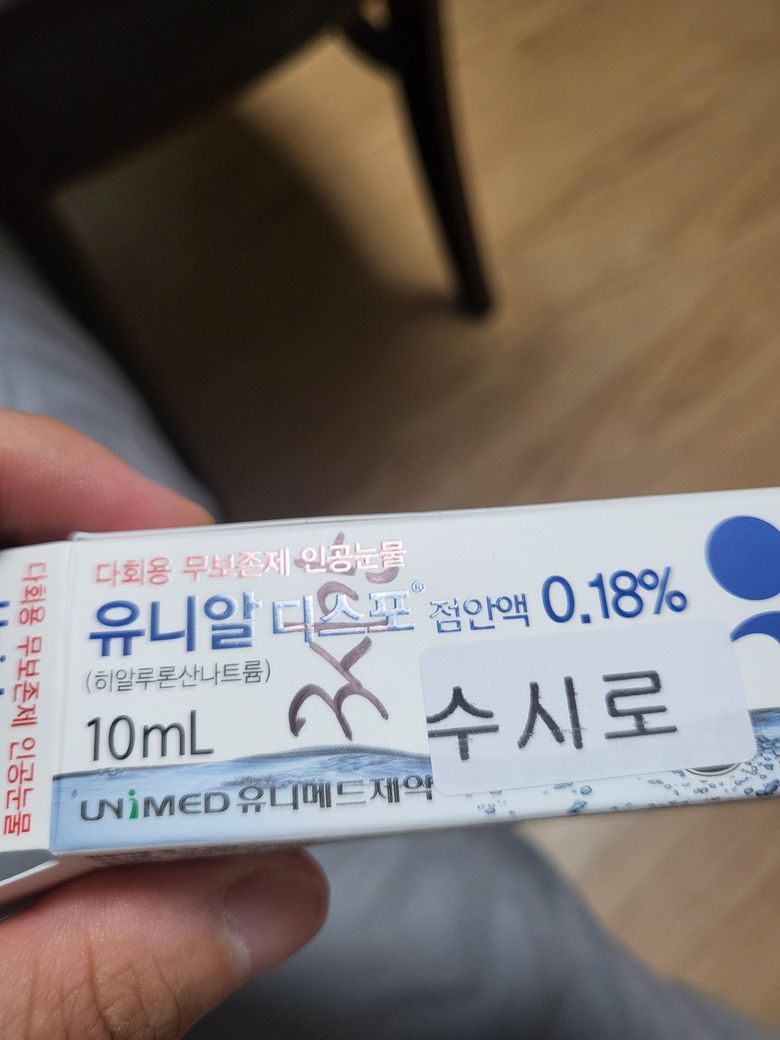 다회용 무보존제 인공눈물
유니알 디스포® 점안액 0.18%
(히알루론산나트륨)
10mL
수시로
UNiMED 유니메드제약
다회용 무보존제 인공눈물